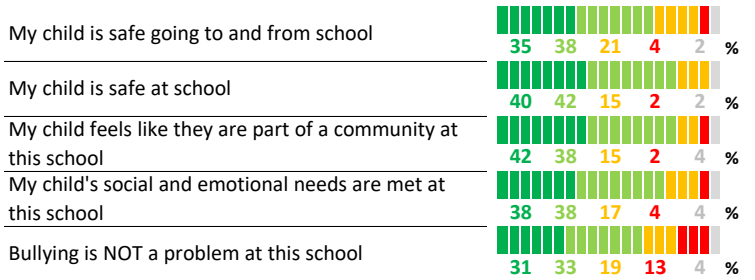 My child is safe going to and from school
35 38 21 4 2 %
My child is safe at school
40 42 15 2 2 %
My child feels like they are part of a community at
this school
42 38 15 2 4 %
My child's social and emotional needs are met at
this school
38 38 17 4 4 %
Bullying is NOT a problem at this school
31 33 19 13 4 %